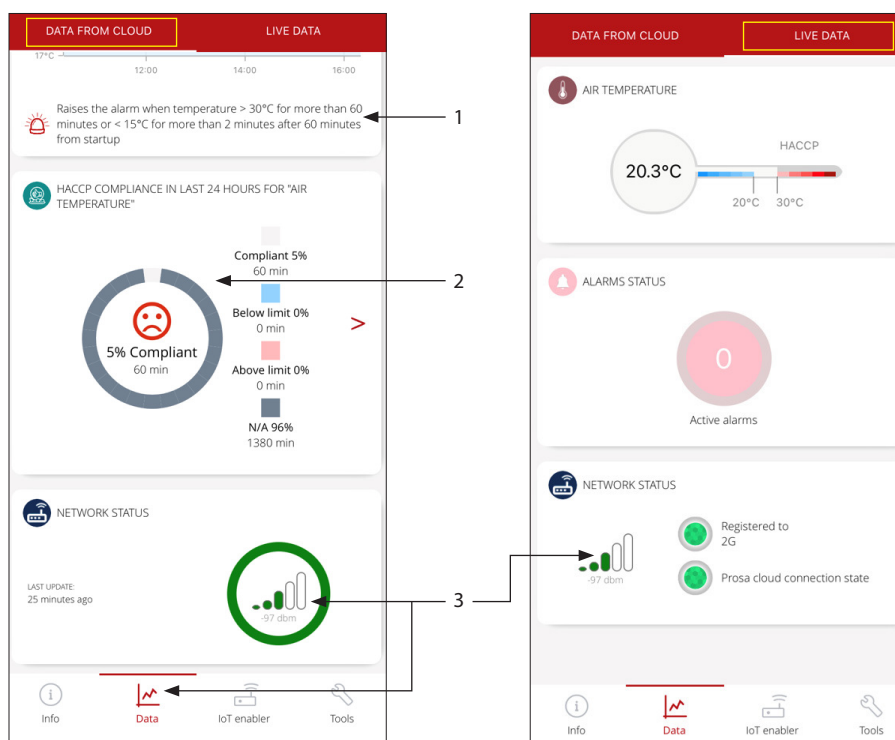 DATA FROM CLOUD
LIVE DATA
17°C
12:00
14:00
16:00
Raises the alarm when temperature > 30°C for more than 60
minutes or < 15°C for more than 2 minutes after 60 minutes
from startup
1
HACCP COMPLIANCE IN LAST 24 HOURS FOR "AIR
TEMPERATURE"
5% Compliant
60 min
Compliant 5%
60 min
Below limit 0%
0 min
Above limit 0%
0 min
N/A 96%
1380 min
>
2
NETWORK STATUS
LAST UPDATE:
25 minutes ago
-97 dbm
3
Info
Data
IoT enabler
Tools
DATA FROM CLOUD
LIVE DATA
AIR TEMPERATURE
20.3°C
HACCP
20°C
30°C
ALARMS STATUS
0
Active alarms
NETWORK STATUS
-97 dbm
Registered to
2G
Prosa cloud connection state
Info
Data
IoT enabler
Tools